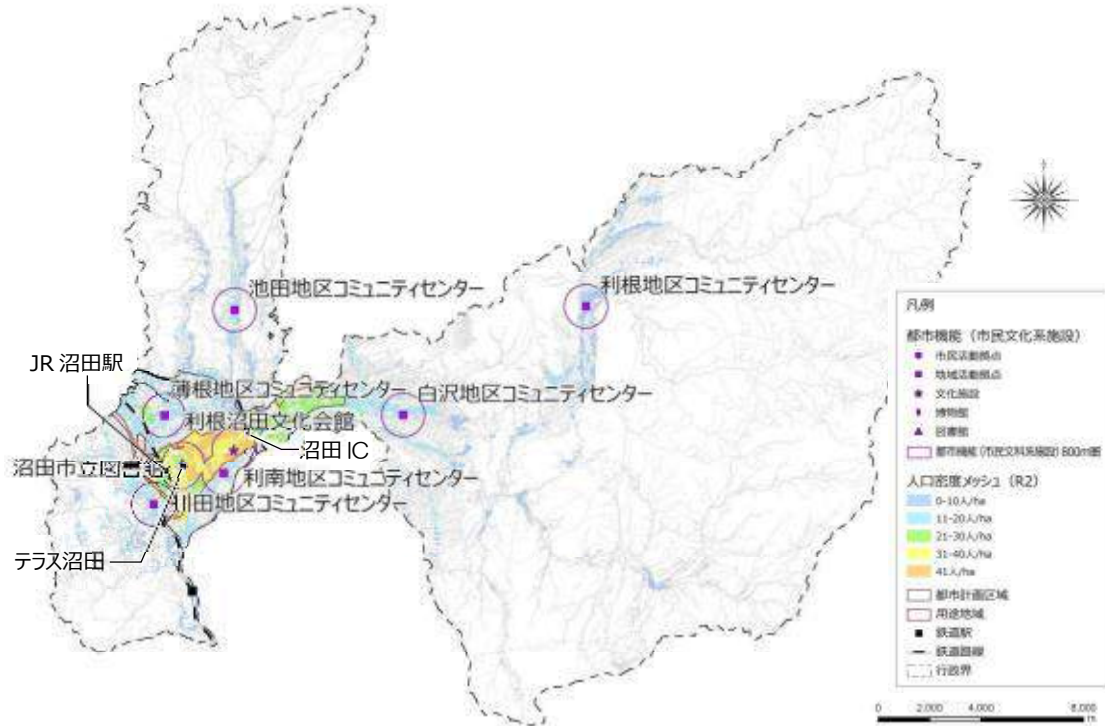 池田地区コミュニティセンター
利根地区コミュニティセンター
JR 沼田駅
薄根地区コミュニティセンター
白沢地区コミュニティセンター
利根沼田文化会館
沼田 IC
沼田市立図書館
利南地区コミュニティセンター
川田地区コミュニティセンター
テラス沼田
凡例
都市機能（市民文化系施設）
市民活動拠点
地域活動拠点
文化施設
博物館
図書館
都市機能（市民文科系施設）800m圏
人口密度メッシュ（R2）
0-10人/ha
11-20人/ha
21-30人/ha
31-40人/ha
41人/ha
都市計画区域
用途地域
鉄道駅
鉄道路線
行政界
0 2,000 4,000 8,000
m